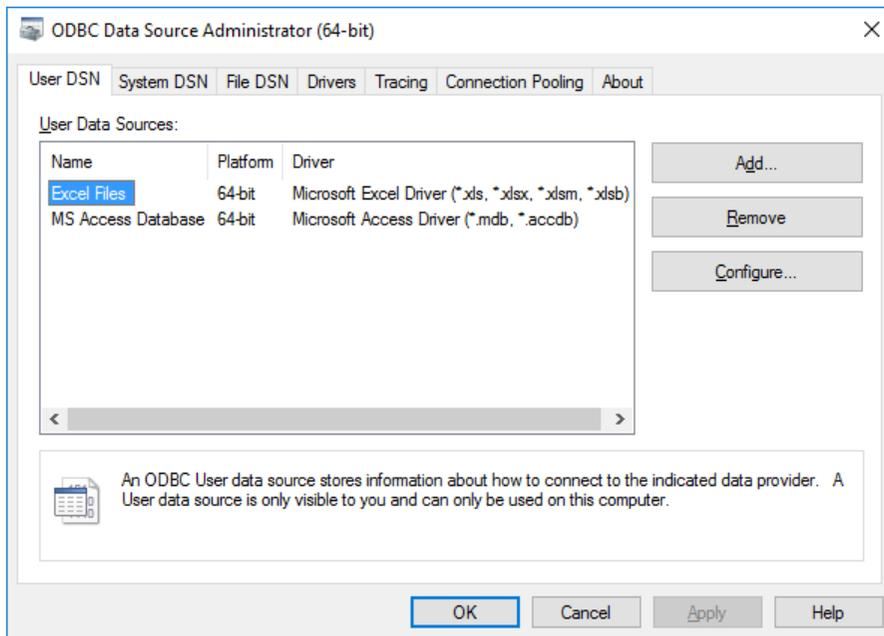 ODBC Data Source Administrator (64-bit)
User DSN System DSN File DSN Drivers Tracing Connection Pooling About
User Data Sources:
Name Platform Driver
Excel Files 64-bit Microsoft Excel Driver (*.xls, *.xlsx, *.xlsm, *.xlsb)
MS Access Database 64-bit Microsoft Access Driver (*.mdb, *.accdb)
Add...
Remove
Configure...
An ODBC User data source stores information about how to connect to the indicated data provider. A
User data source is only visible to you and can only be used on this computer.
OK Cancel Apply Help